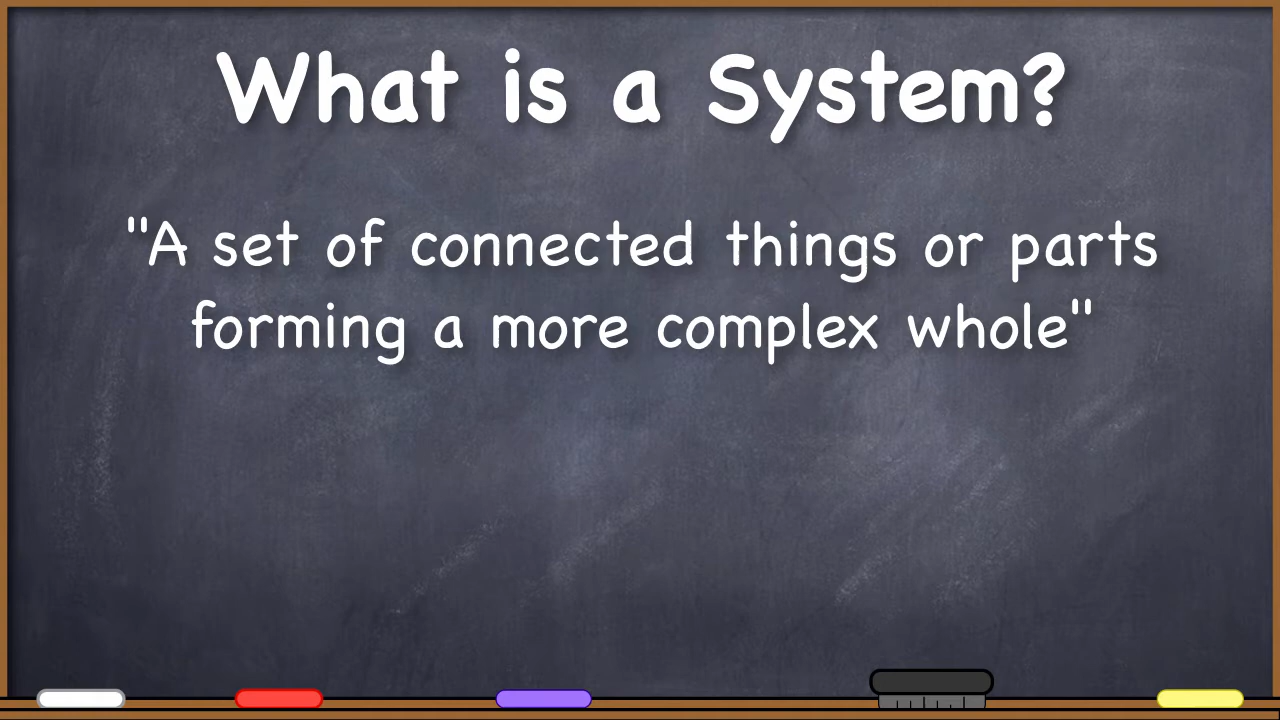 What is a System?
"A set of connected things or parts
forming a more complex whole"